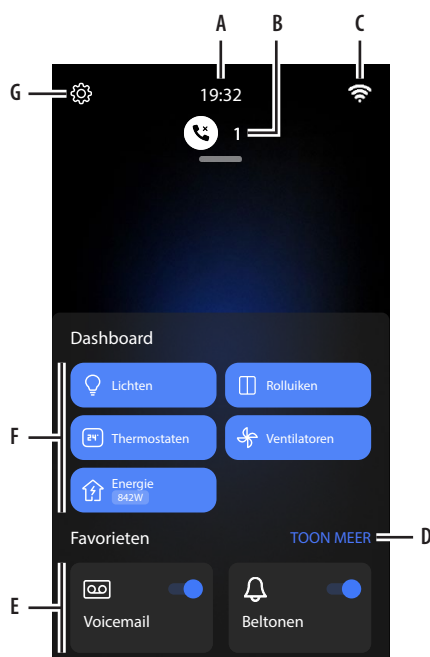 A B C
G 19:32
1
Dashboard
Lichten Rolluiken
F 24° Thermostaten Ventilatoren
Energie
842W
Favorieten TOON MEER D
E
Voicemail Beltonen